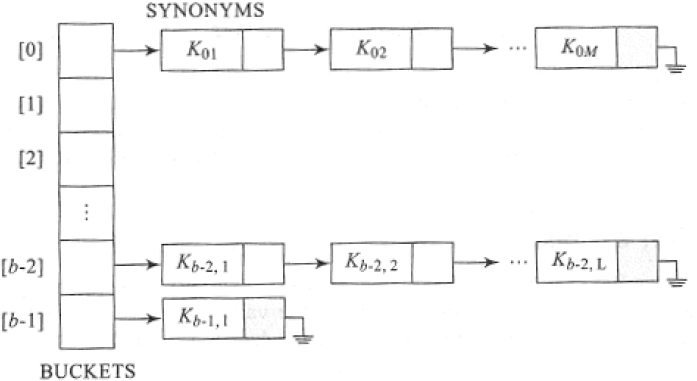 SYNONYMS
[0] K01 K02 ... K0M
[1]
[2]
⋮
[b-2] Kb-2, 1 Kb-2, 2 ... Kb-2, L
[b-1] Kb-1, 1
BUCKETS